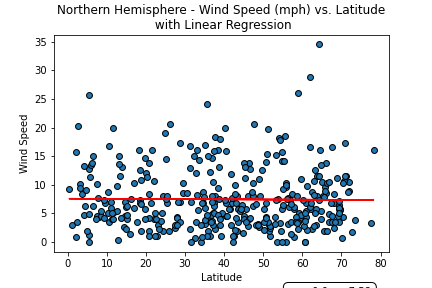 Northern Hemisphere - Wind Speed (mph) vs. Latitude
with Linear Regression
35
30
25
20
15
10
5
0
Wind Speed
0 10 20 30 40 50 60 70 80
Latitude